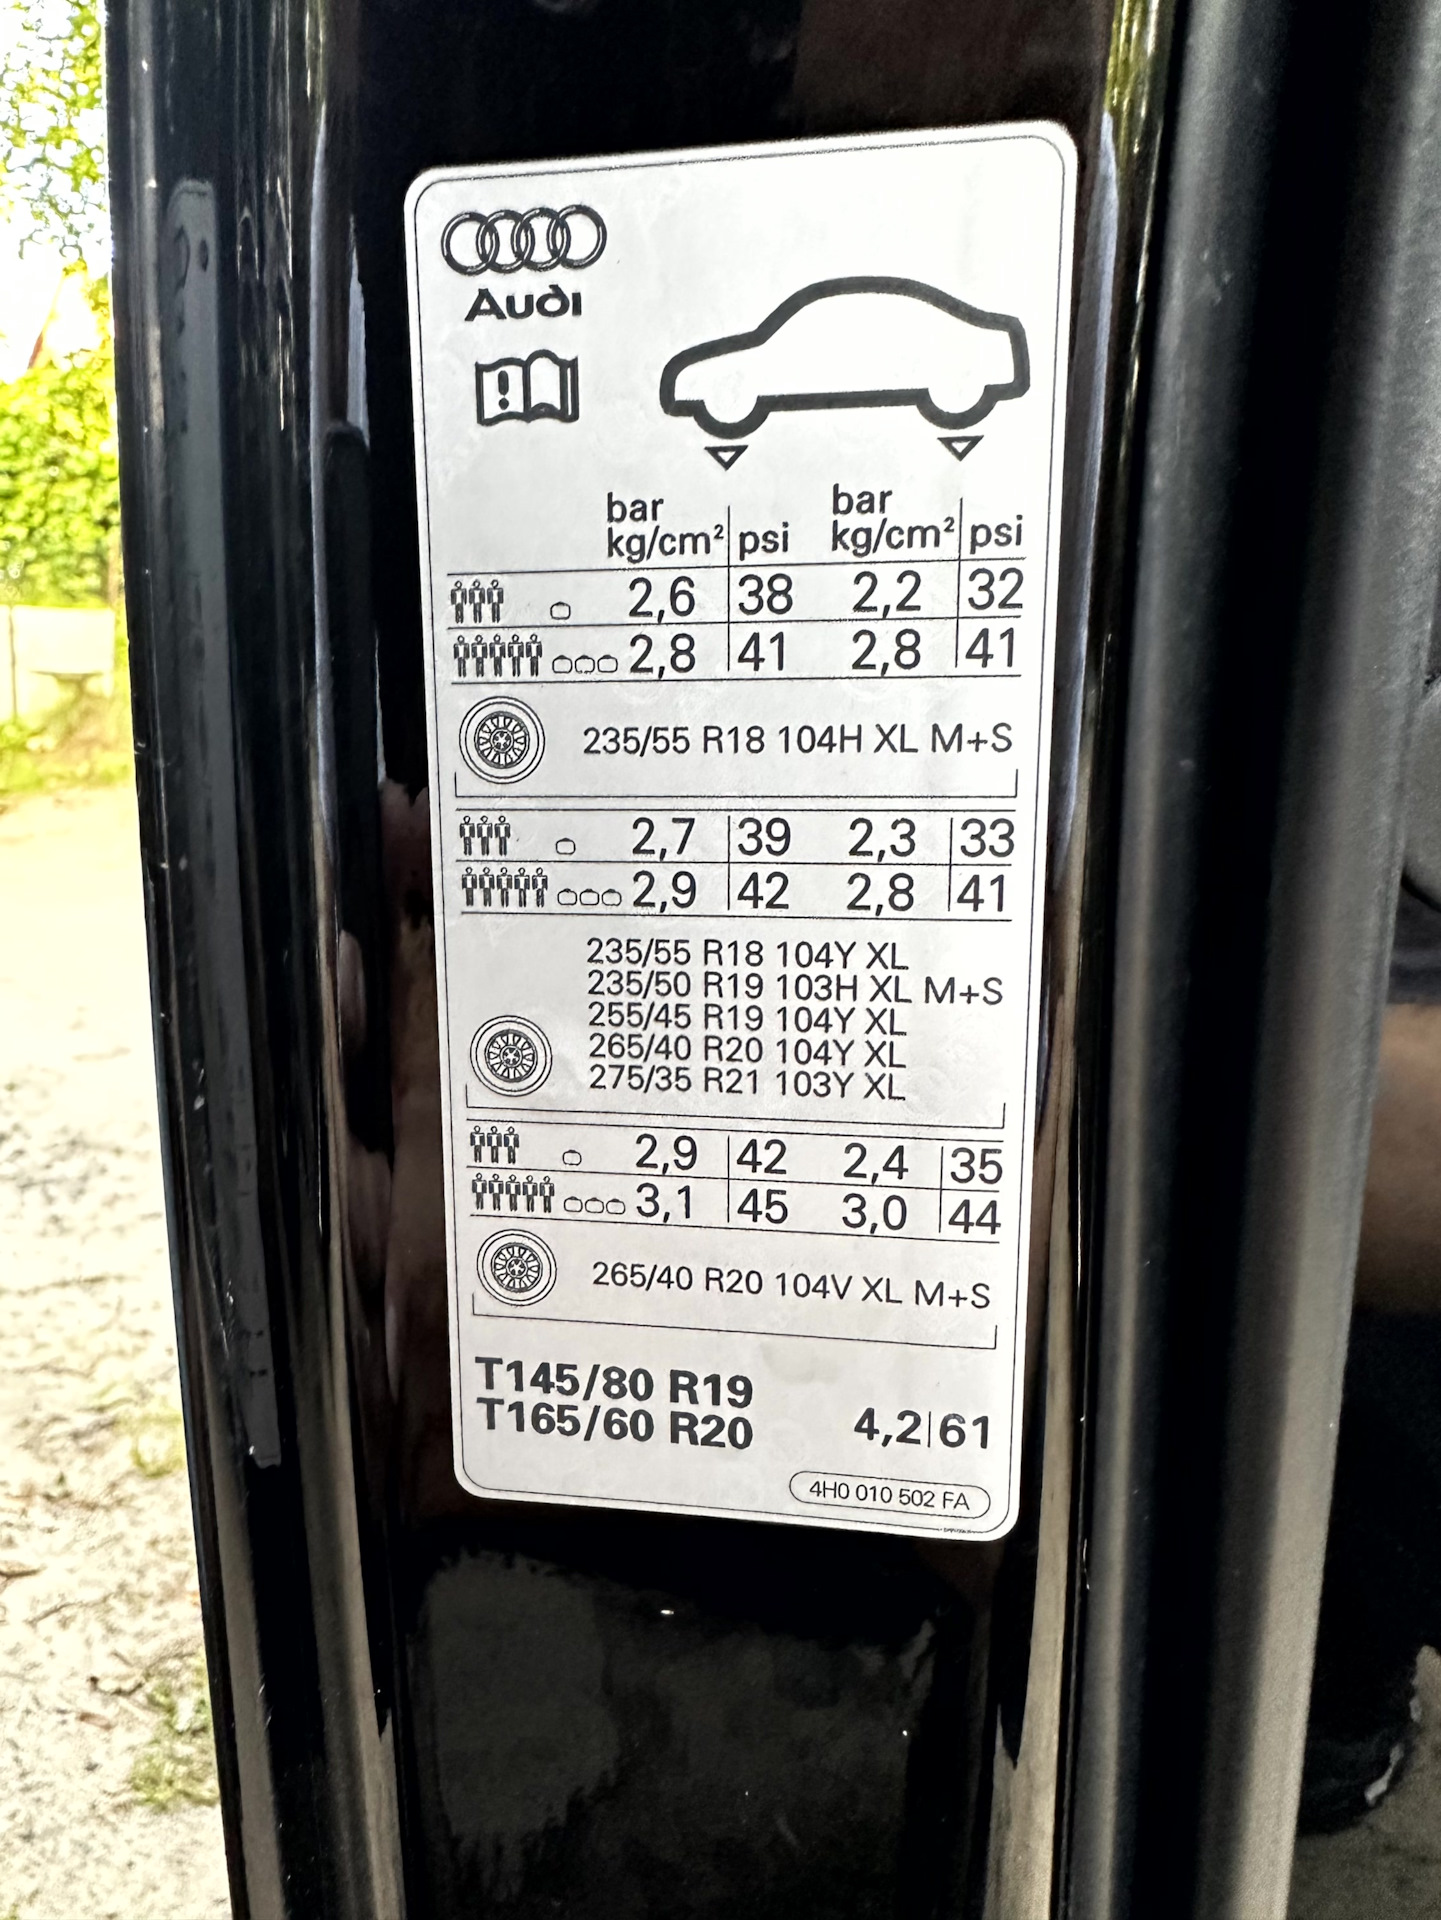 Audi
bar bar
kg/cm² psi kg/cm² psi
2,6 38 2,2 32
2,8 41 2,8 41
235/55 R18 104H XL M+S
2,7 39 2,3 33
2,9 42 2,8 41
235/55 R18 104Y XL
235/50 R19 103H XL M+S
255/45 R19 104Y XL
265/40 R20 104Y XL
275/35 R21 103Y XL
2,9 42 2,4 35
3,1 45 3,0 44
265/40 R20 104V XL M+S
T145/80 R19
T165/60 R20 4,2|61
4H0 010 502 FA